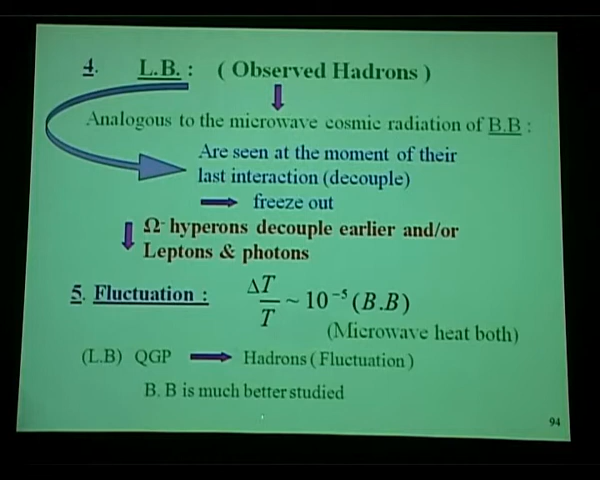 4. L.B. : ( Observed Hadrons )
Analogous to the microwave cosmic radiation of B.B :
Are seen at the moment of their
last interaction (decouple)
freeze out
Ω⁻ hyperons decouple earlier and/or
Leptons & photons
5. Fluctuation : ΔT/T ~ 10⁻⁵ (B.B)
(Microwave heat both)
(L.B) QGP Hadrons ( Fluctuation )
B. B is much better studied
94